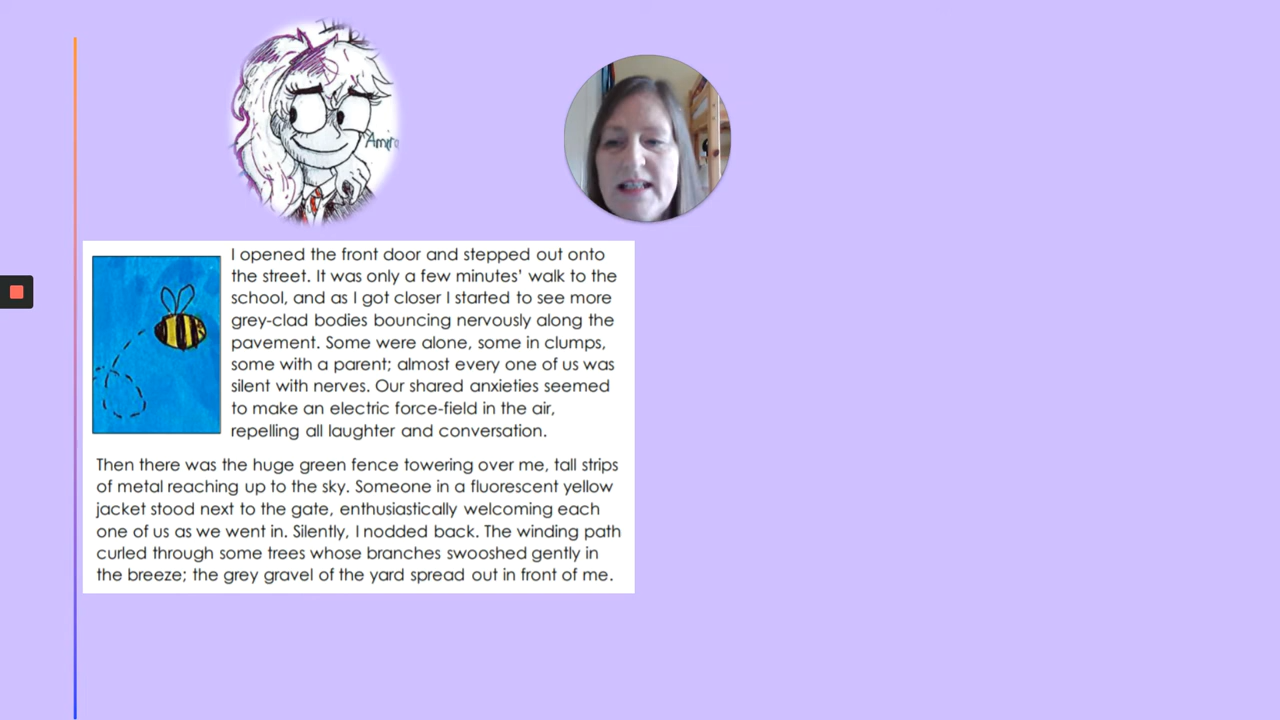 I opened the front door and stepped out onto
the street. It was only a few minutes' walk to the
school, and as I got closer I started to see more
grey-clad bodies bouncing nervously along the
pavement. Some were alone, some in clumps,
some with a parent; almost every one of us was
silent with nerves. Our shared anxieties seemed
to make an electric force-field in the air,
repelling all laughter and conversation.
Then there was the huge green fence towering over me, tall strips
of metal reaching up to the sky. Someone in a fluorescent yellow
jacket stood next to the gate, enthusiastically welcoming each
one of us as we went in. Silently, I nodded back. The winding path
curled through some trees whose branches swooshed gently in
the breeze; the grey gravel of the yard spread out in front of me.